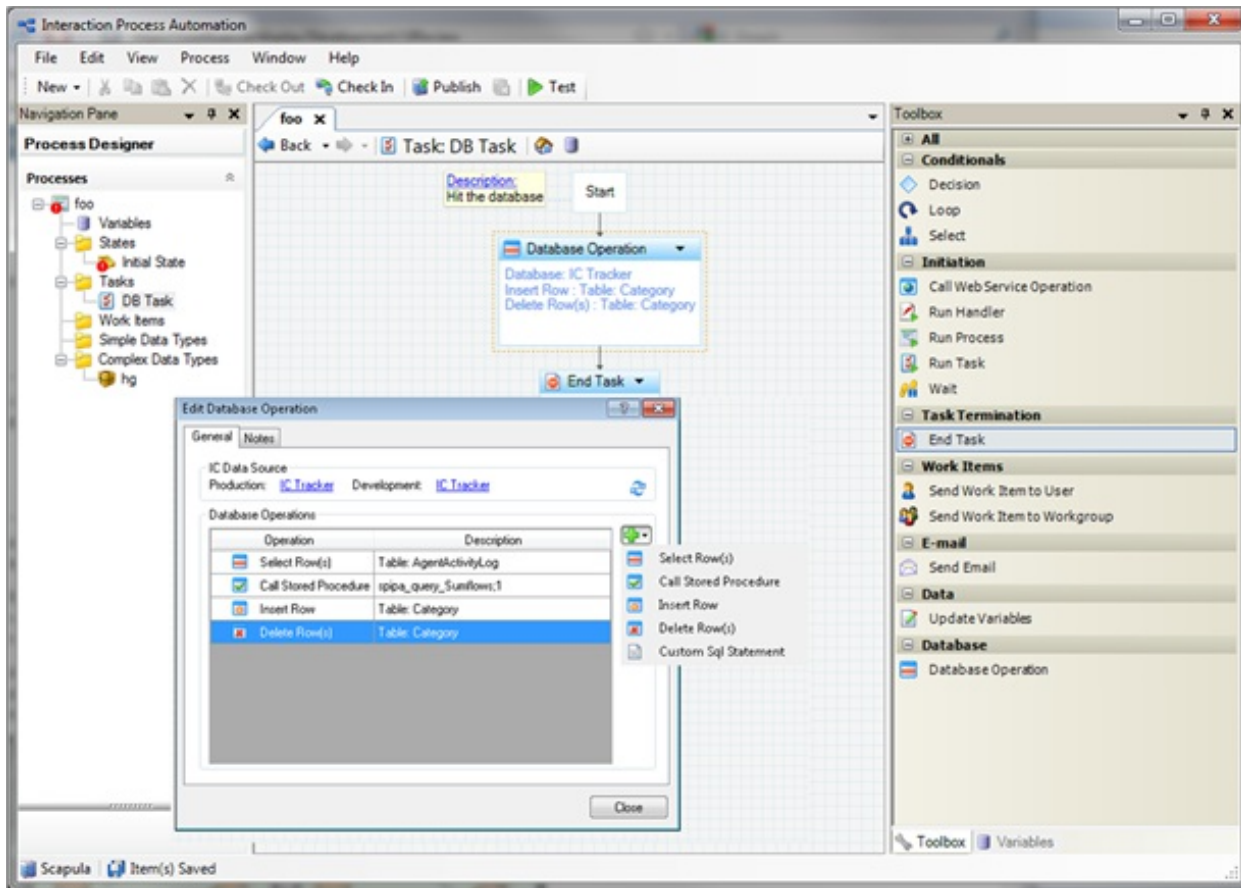 Interaction Process Automation
File Edit View Process Window Help
New Check Out Check In Publish Test
Navigation Pane
Process Designer
Processes
foo
Variables
States
Initial State
Tasks
DB Task
Work Items
Simple Data Types
Complex Data Types
hg
foo
Back Task: DB Task
Description:
Hit the database
Start
Database Operation
Database: IC Tracker
Insert Row : Table: Category
Delete Row(s) : Table: Category
End Task
Edit Database Operation
General Notes
IC Data Source
Production: IC Tracker Development: IC Tracker
Database Operations
Operation Description
Select Row(s) Table: AgentActivityLog
Call Stored Procedure
Insert Row Table: Category
Delete Row(s) Table: Category
Select Row(s)
Call Stored Procedure
Insert Row
Delete Row(s)
Custom Sql Statement
Close
Toolbox
All
Conditionals
Decision
Loop
Select
Initiation
Call Web Service Operation
Run Handler
Run Process
Run Task
Wait
Task Termination
End Task
Work Items
Send Work Item to User
Send Work Item to Workgroup
E-mail
Send Email
Data
Update Variables
Database
Database Operation
Toolbox Variables
Scapula Item(s) Saved